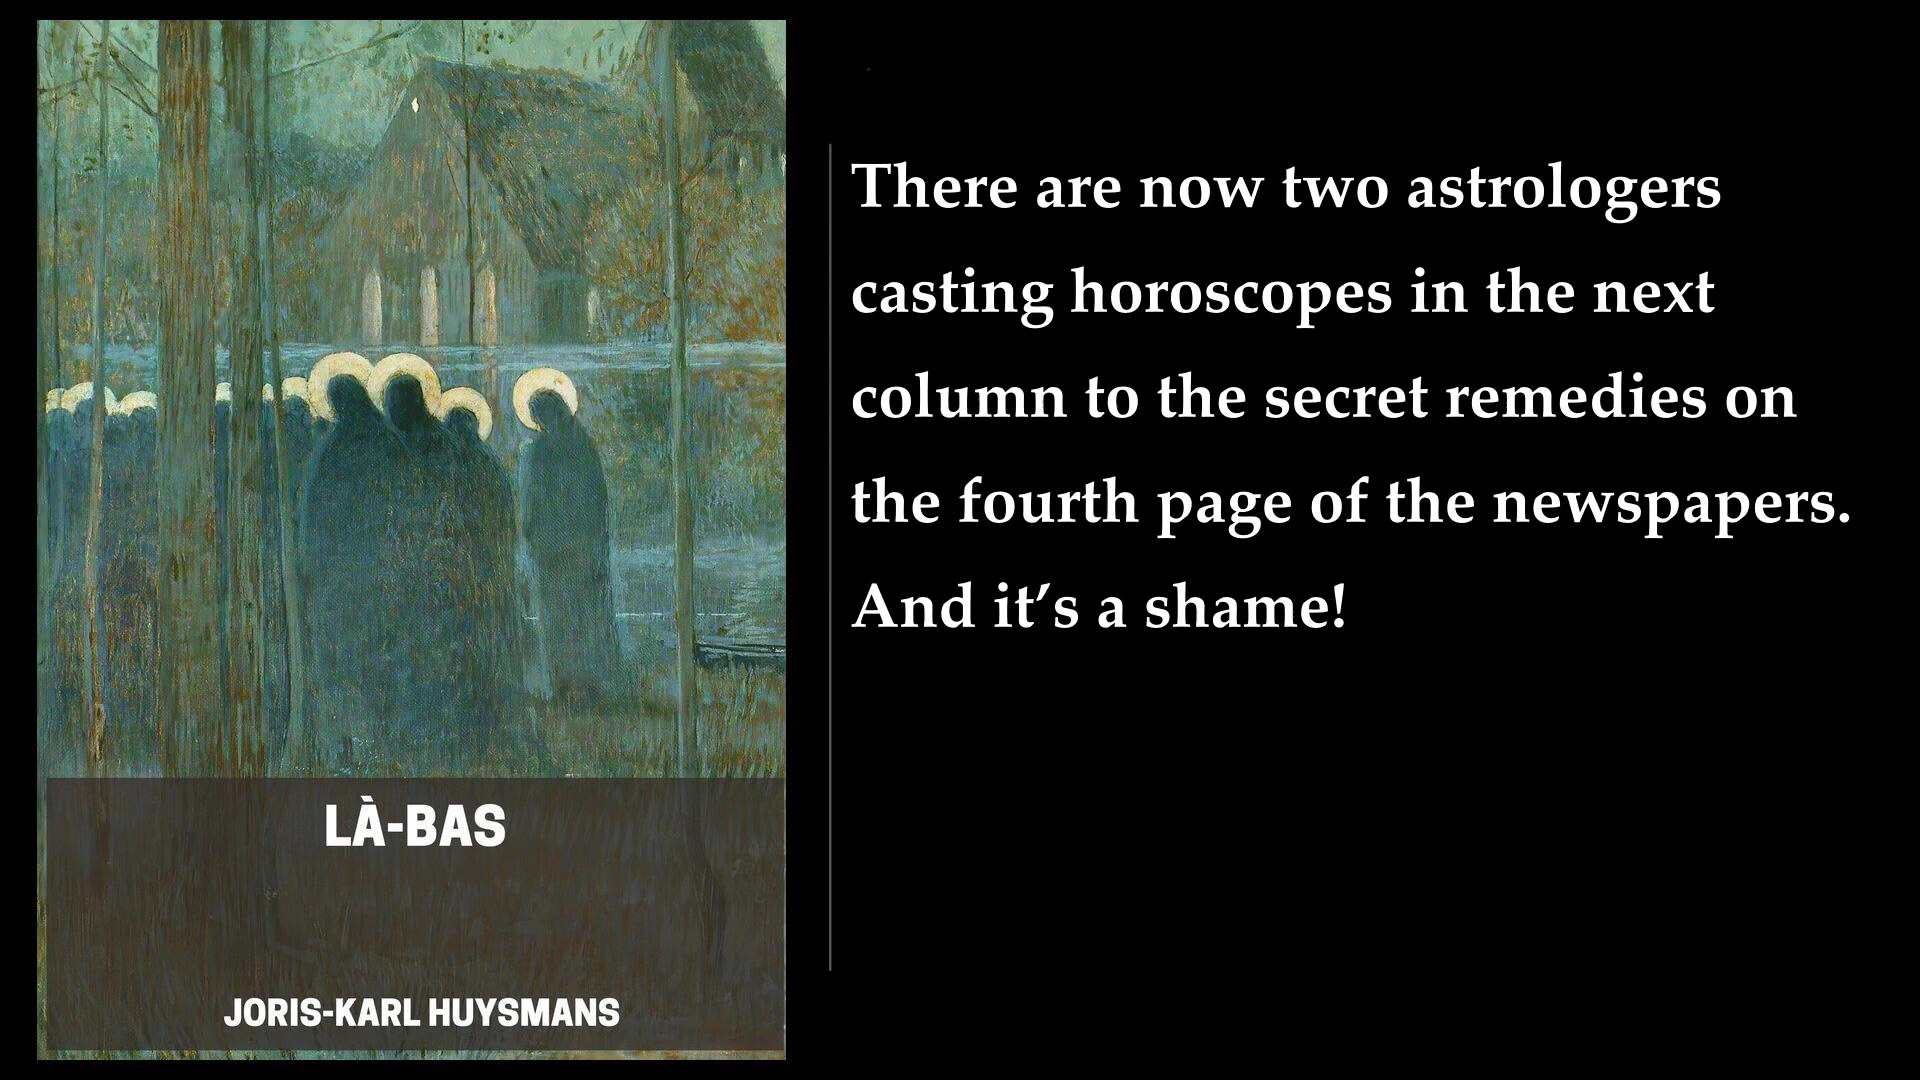 There are now two astrologers
casting horoscopes in the next
column to the secret remedies on
the fourth page of the newspapers.
And it’s a shame!
LÀ-BAS
JORIS-KARL HUYSMANS